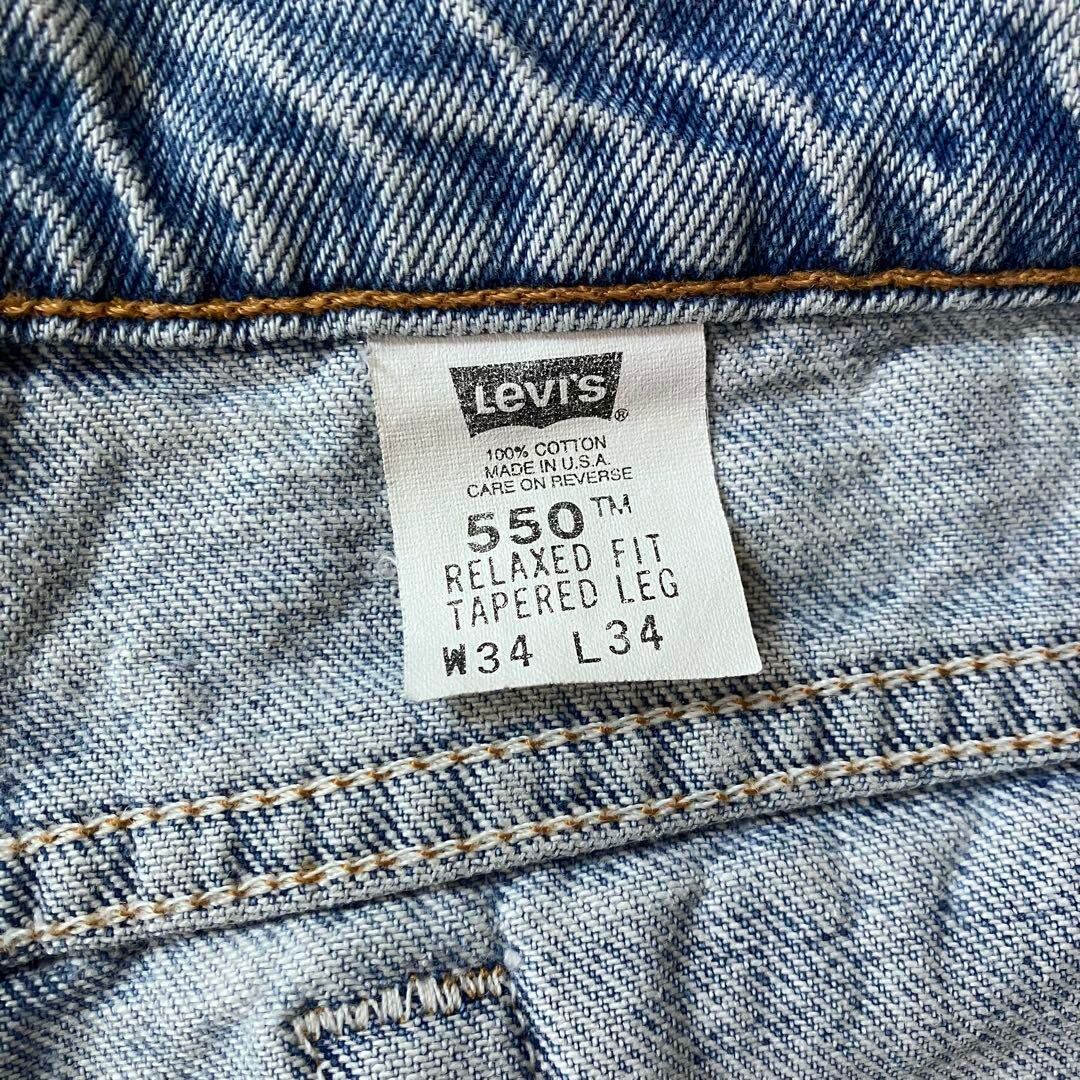 Levi's ®
100% COTTON
MADE IN U.S.A.
CARE ON REVERSE
550™
RELAXED FIT
TAPERED LEG
W34 L34